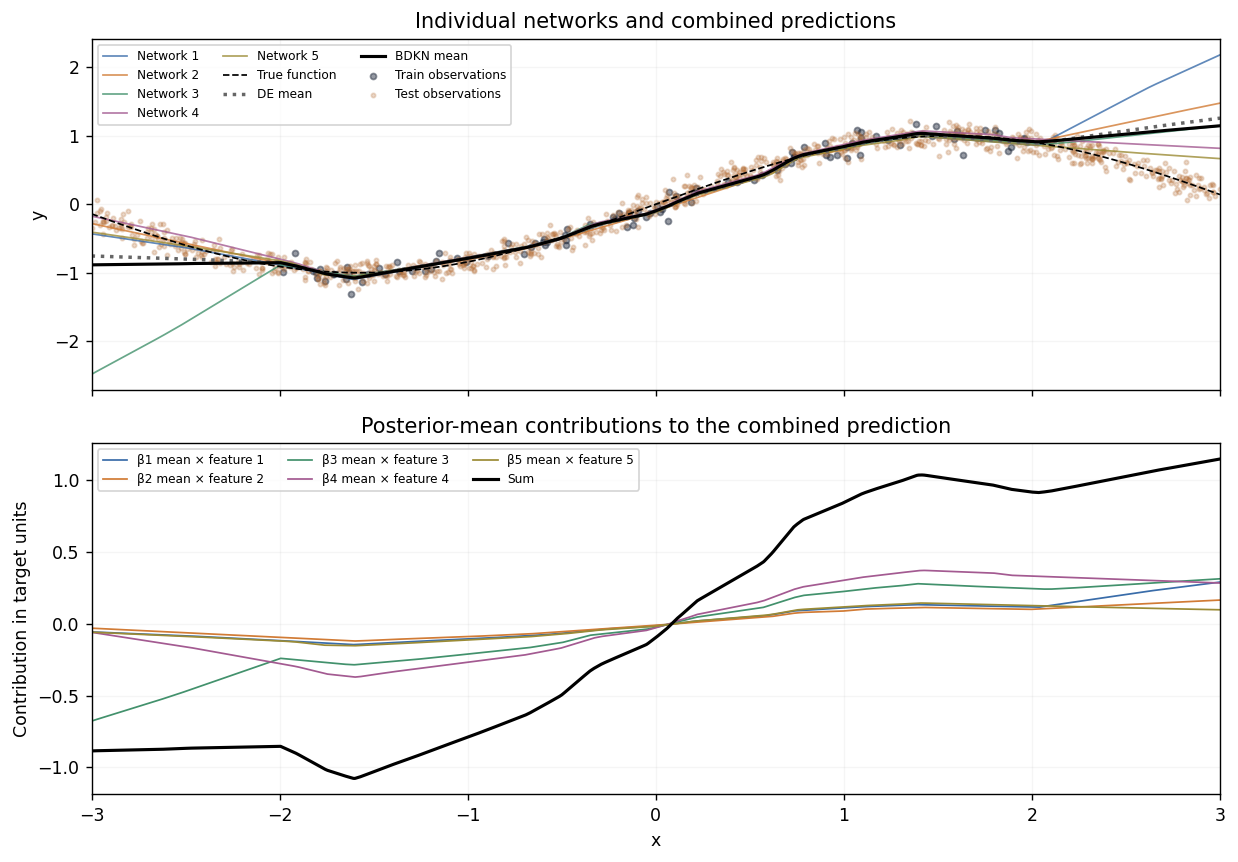 Individual networks and combined predictions
Network 1
Network 2
Network 3
Network 4
Network 5
True function
DE mean
BDKN mean
Train observations
Test observations
2
1
0
−1
−2
y
Posterior-mean contributions to the combined prediction
β1 mean × feature 1
β2 mean × feature 2
β3 mean × feature 3
β4 mean × feature 4
β5 mean × feature 5
Sum
1.0
0.5
0.0
−0.5
−1.0
Contribution in target units
−3 −2 −1 0 1 2 3
x